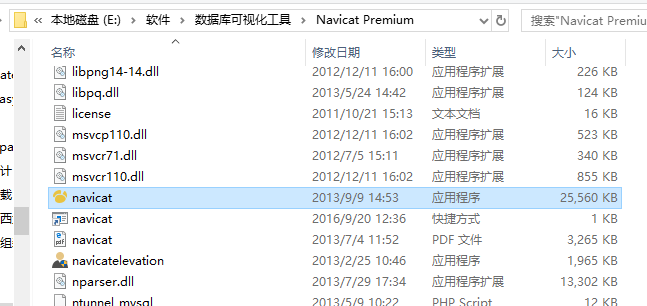 « 本地磁盘 (E:) › 软件 › 数据库可视化工具 › Navicat Premium
搜索"Navicat Premiu
名称 修改日期 类型 大小
libpng14-14.dll 2012/12/11 16:00 应用程序扩展 226 KB
libpq.dll 2013/5/24 14:42 应用程序扩展 124 KB
license 2011/10/21 15:13 文本文档 16 KB
msvcp110.dll 2012/12/11 16:02 应用程序扩展 523 KB
msvcr71.dll 2012/7/5 15:11 应用程序扩展 340 KB
msvcr110.dll 2012/12/11 16:02 应用程序扩展 855 KB
navicat 2013/9/9 14:53 应用程序 25,560 KB
navicat 2016/9/20 12:36 快捷方式 1 KB
navicat 2013/7/4 11:52 PDF 文件 3,265 KB
navicatelevation 2013/2/25 10:46 应用程序 1,965 KB
nparser.dll 2013/7/29 17:34 应用程序扩展 13,302 KB
ntunnel_mysql 2013/5/9 10:22 PHP Script 12 KB